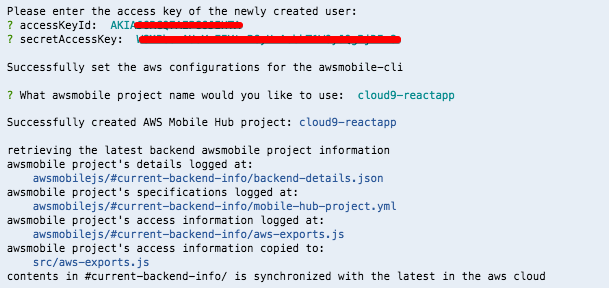 Please enter the access key of the newly created user:
? accessKeyId: AKIA
? secretAccessKey:
Successfully set the aws configurations for the awsmobile-cli
? What awsmobile project name would you like to use: cloud9-reactapp
Successfully created AWS Mobile Hub project: cloud9-reactapp
retrieving the latest backend awsmobile project information
awsmobile project's details logged at:
awsmobilejs/#current-backend-info/backend-details.json
awsmobile project's specifications logged at:
awsmobilejs/#current-backend-info/mobile-hub-project.yml
awsmobile project's access information logged at:
awsmobilejs/#current-backend-info/aws-exports.js
awsmobile project's access information copied to:
src/aws-exports.js
contents in #current-backend-info/ is synchronized with the latest in the aws cloud